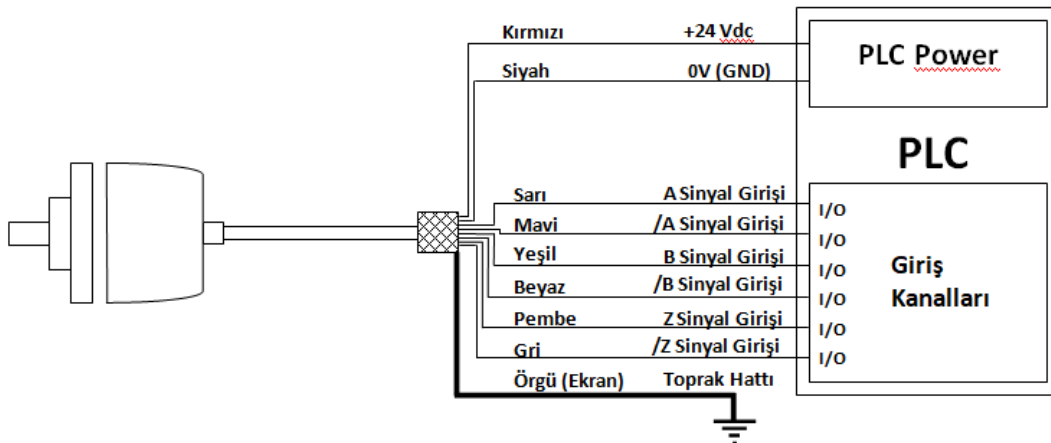 Kırmızı +24 Vdc
PLC Power
Siyah 0V (GND)
PLC
Sarı A Sinyal Girişi I/O
Mavi /A Sinyal Girişi I/O
Yeşil B Sinyal Girişi I/O
Giriş
Kanalları
Beyaz /B Sinyal Girişi I/O
Pembe Z Sinyal Girişi I/O
Gri /Z Sinyal Girişi I/O
Örgü (Ekran) Toprak Hattı